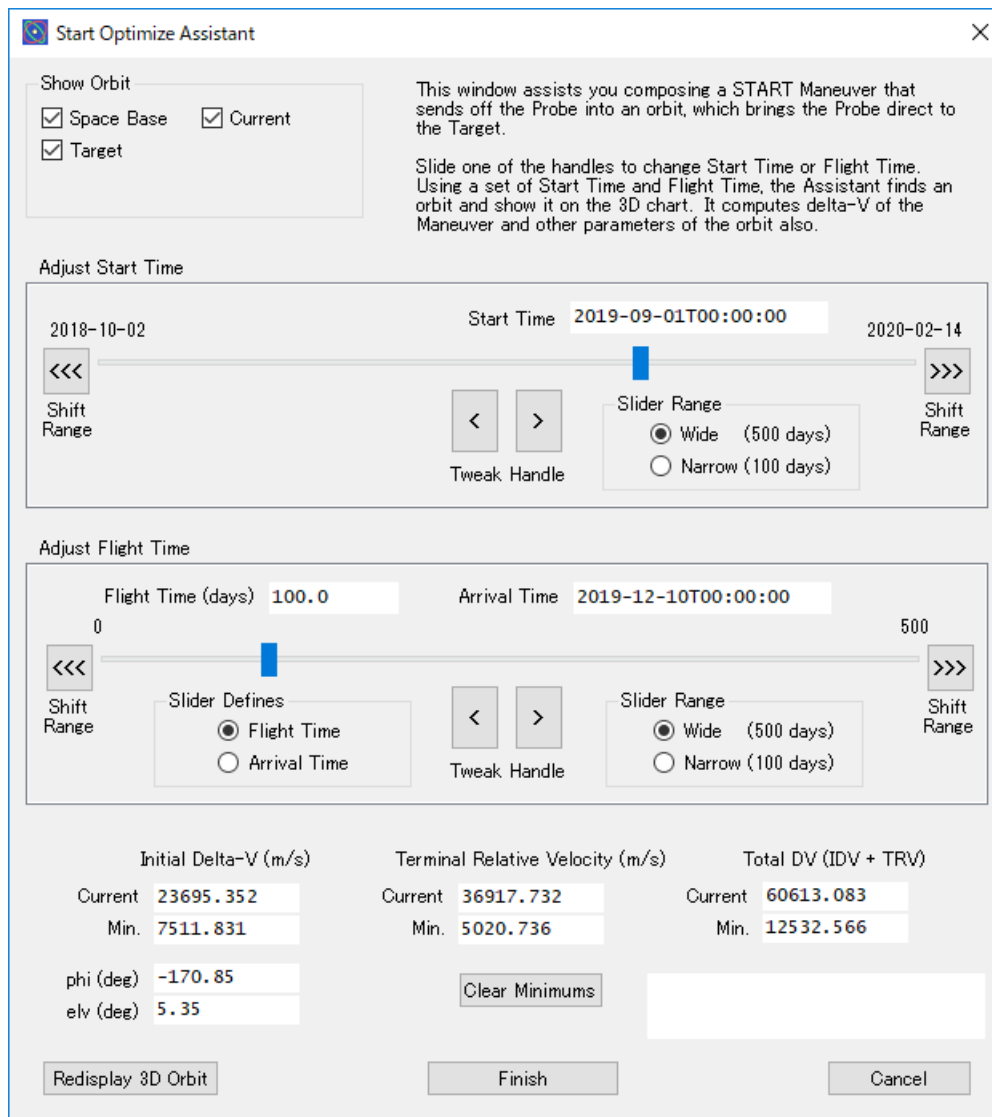 Start Optimize Assistant
Show Orbit
Space Base
Current
Target
This window assists you composing a START Maneuver that
sends off the Probe into an orbit, which brings the Probe direct to
the Target.
Slide one of the handles to change Start Time or Flight Time.
Using a set of Start Time and Flight Time, the Assistant finds an
orbit and show it on the 3D chart. It computes delta-V of the
Maneuver and other parameters of the orbit also.
Adjust Start Time
Start Time 2019-09-01T00:00:00
2018-10-02
2020-02-14
<<<
>>>
Shift
Range
< >
Tweak Handle
Slider Range
Wide (500 days)
Narrow (100 days)
Shift
Range
Adjust Flight Time
Flight Time (days) 100.0
Arrival Time 2019-12-10T00:00:00
0
500
<<<
>>>
Shift
Range
Slider Defines
Flight Time
Arrival Time
< >
Tweak Handle
Slider Range
Wide (500 days)
Narrow (100 days)
Shift
Range
Initial Delta-V (m/s)
Current 23695.352
Min. 7511.831
Terminal Relative Velocity (m/s)
Current 36917.732
Min. 5020.736
Total DV (IDV + TRV)
Current 60613.083
Min. 12532.566
phi (deg) -170.85
elv (deg) 5.35
Clear Minimums
Redisplay 3D Orbit
Finish
Cancel